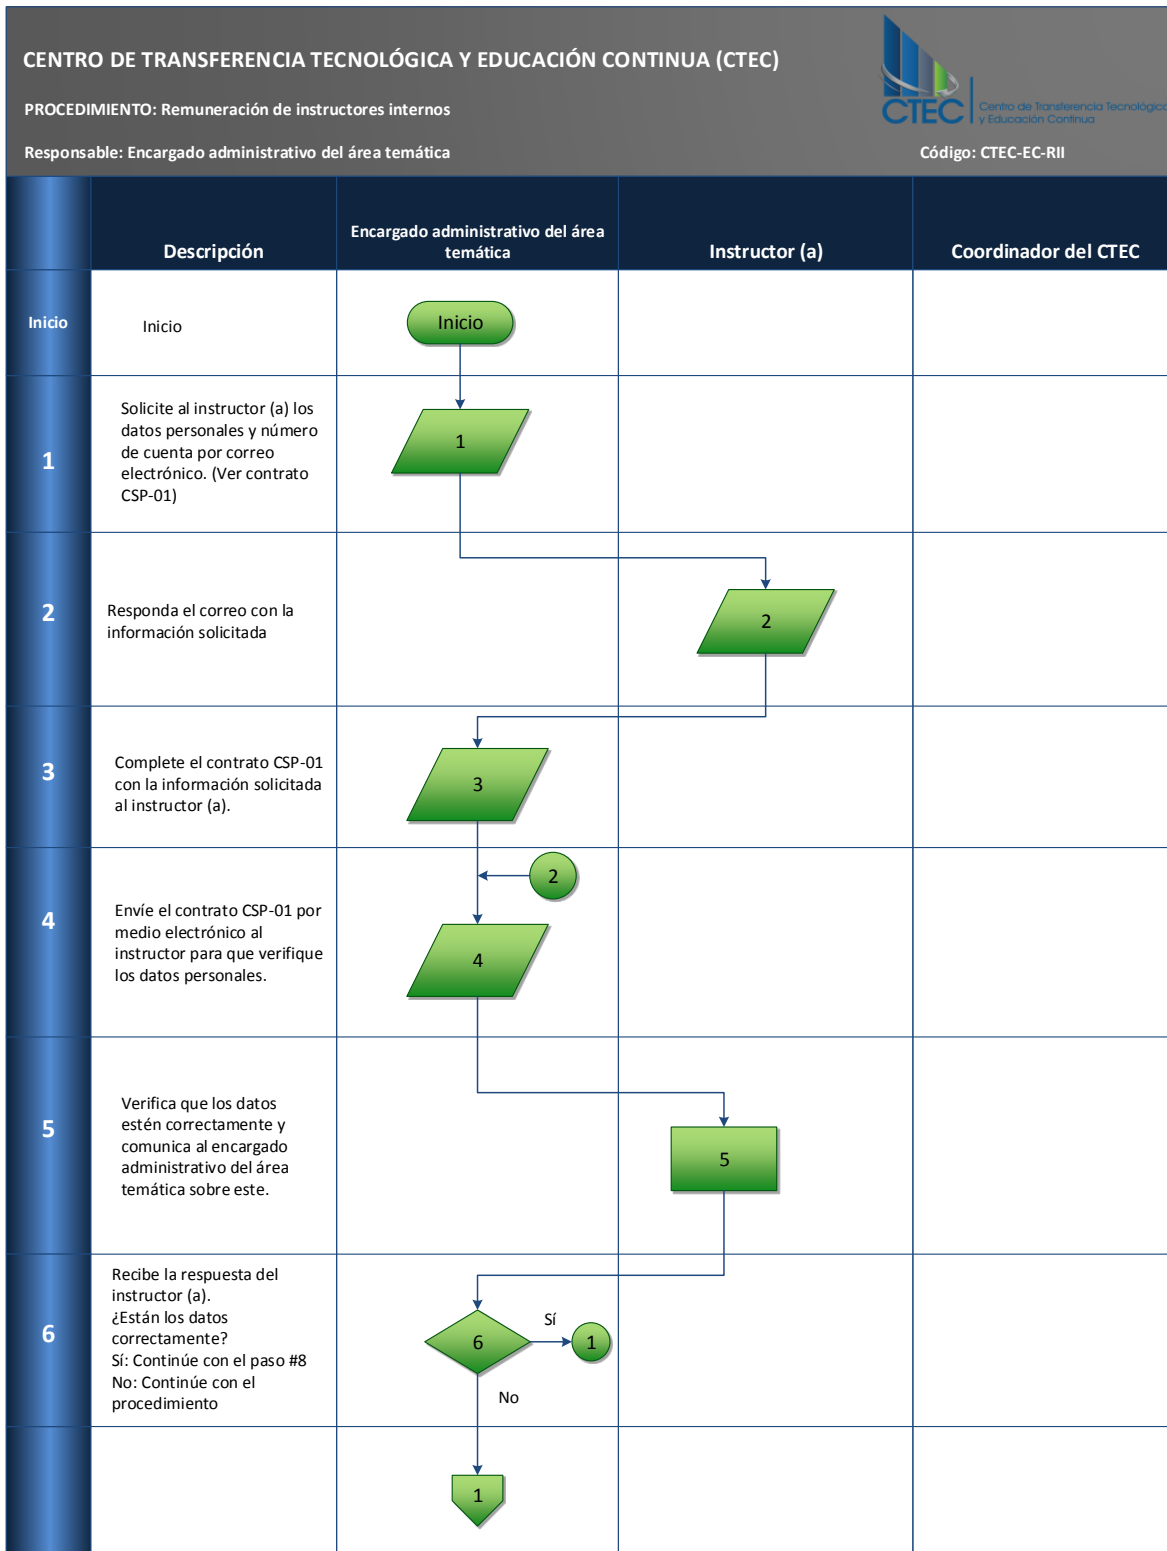 CENTRO DE TRANSFERENCIA TECNOLÓGICA Y EDUCACIÓN CONTINUA (CTEC)
PROCEDIMIENTO: Remuneración de instructores internos
Responsable: Encargado administrativo del área temática
CTEC
Centro de Transferencia Tecnológica
y Educación Continua
Código: CTEC-EC-RII
Descripción
Encargado administrativo del área
temática
Instructor (a)
Coordinador del CTEC
Inicio
Inicio
Inicio
1
Solicite al instructor (a) los
datos personales y número
de cuenta por correo
electrónico. (Ver contrato
CSP-01)
1
2
Responda el correo con la
información solicitada
2
3
Complete el contrato CSP-01
con la información solicitada
al instructor (a).
3
2
4
Envíe el contrato CSP-01 por
medio electrónico al
instructor para que verifique
los datos personales.
4
5
Verifica que los datos
estén correctamente y
comunica al encargado
administrativo del área
temática sobre este.
5
6
Recibe la respuesta del
instructor (a).
¿Están los datos
correctamente?
Sí: Continúe con el paso #8
No: Continúe con el
procedimiento
6
Sí
1
No
1